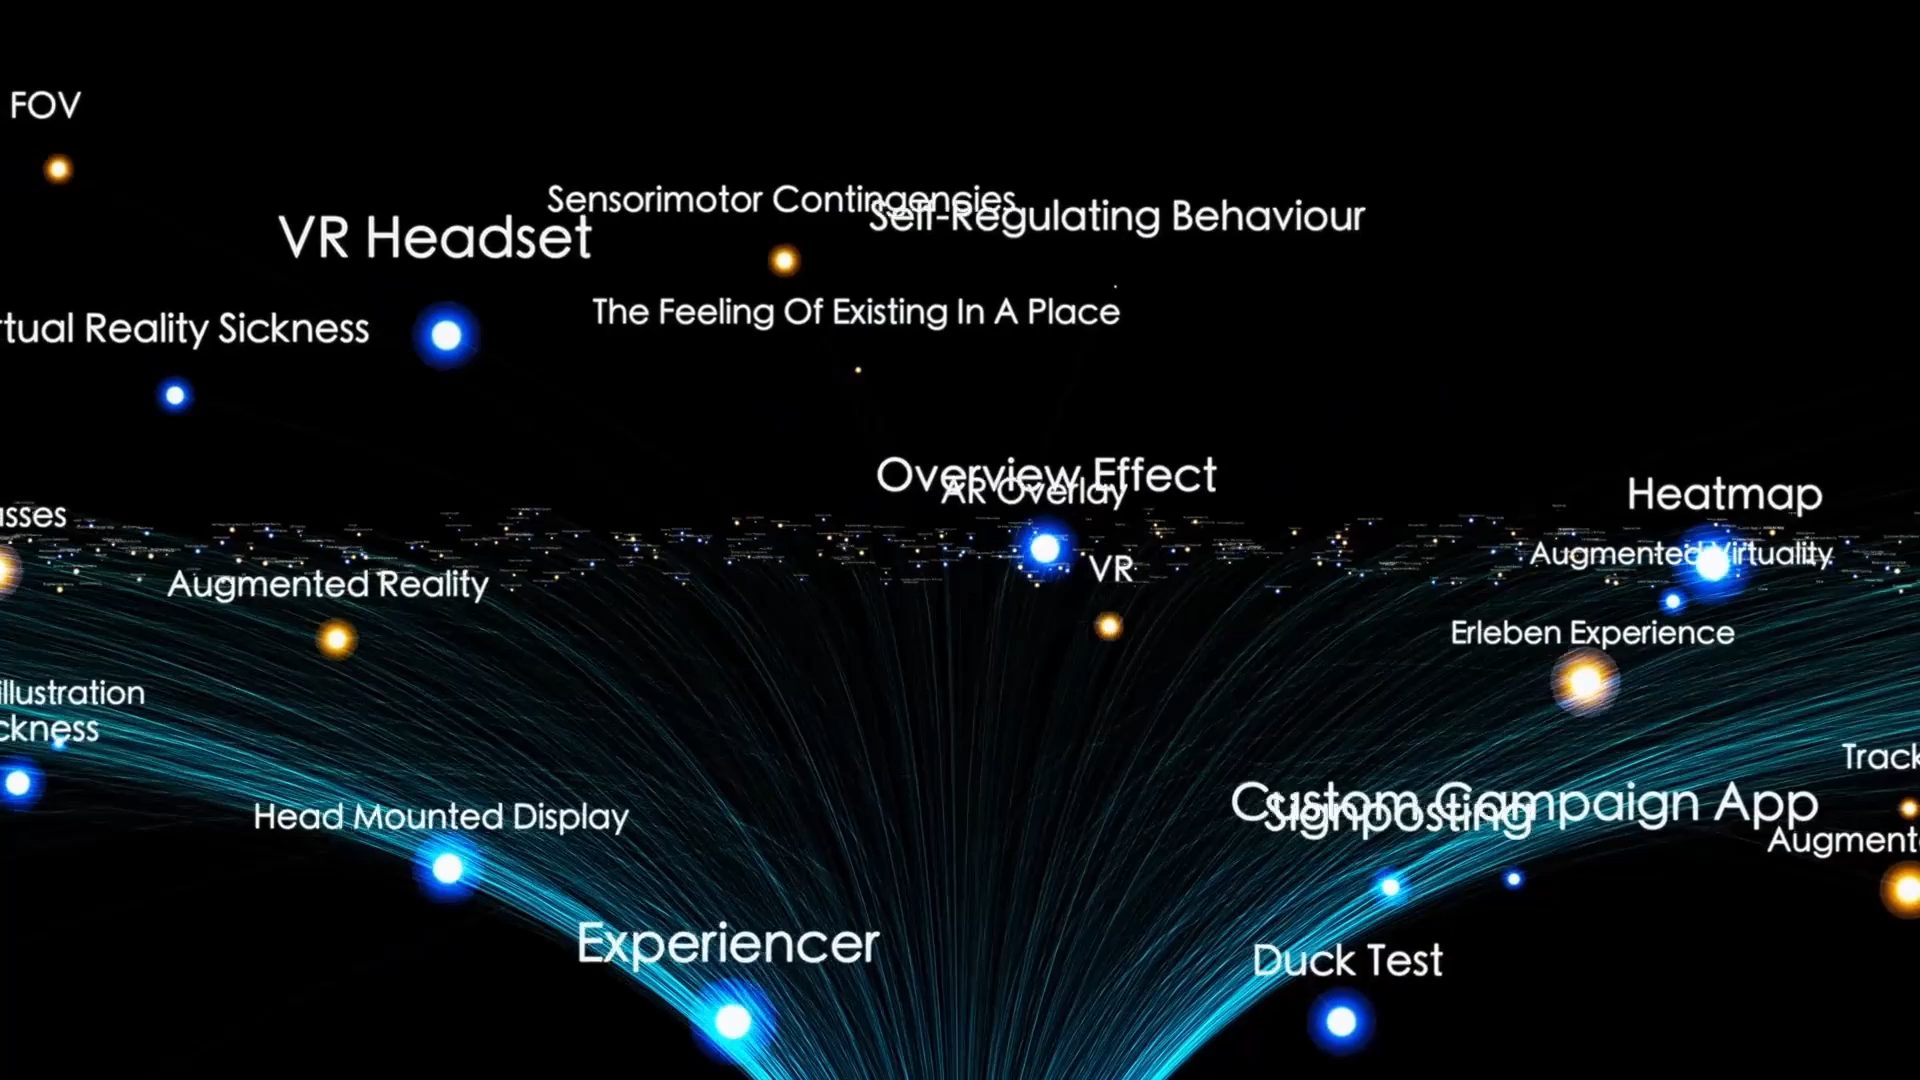 FOV
Sensorimotor Contingencies
Self-Regulating Behaviour
VR Headset
The Feeling Of Existing In A Place
rtual Reality Sickness
Overview Effect
AR Overlay
Heatmap
asses
Augmented Virtuality
VR
Augmented Reality
Erleben Experience
illustration
ckness
Track
Custom Campaign App
Signposting
Head Mounted Display
Augment
Experiencer
Duck Test